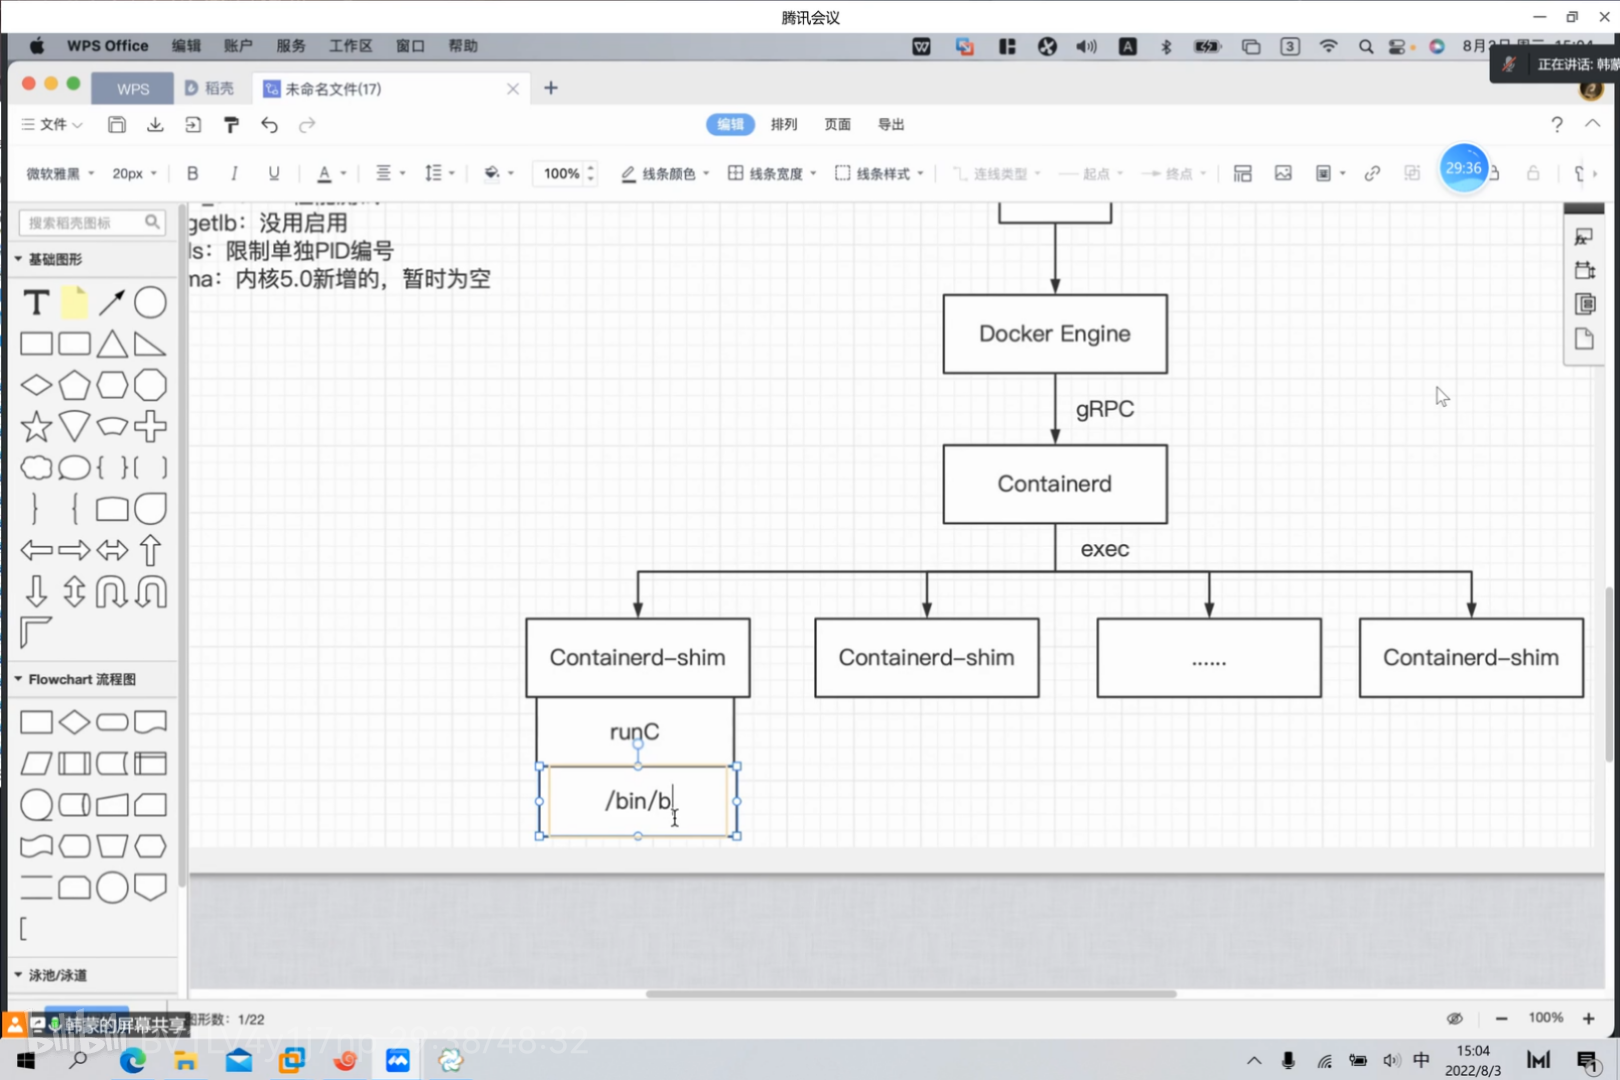 腾讯会议
WPS Office 编辑 账户 服务 工作区 窗口 帮助
A 3
正在讲话: 韩蒙
WPS 稻壳 未命名文件(17)
文件 编辑 排列 页面 导出 ?
微软雅黑 20px B I U A 100% 线条颜色 线条宽度 线条样式 连线类型 起点 终点
29:36
搜索稻壳图标
基础图形
T
Flowchart 流程图
泳池/泳道
getlb：没用启用
ls：限制单独PID编号
ma：内核5.0新增的，暂时为空
Docker Engine
gRPC
Containerd
exec
Containerd-shim Containerd-shim ...... Containerd-shim
runC
/bin/b
韩蒙的屏幕共享
图形数：1/22
100%
中
15:04
2022/8/3
1